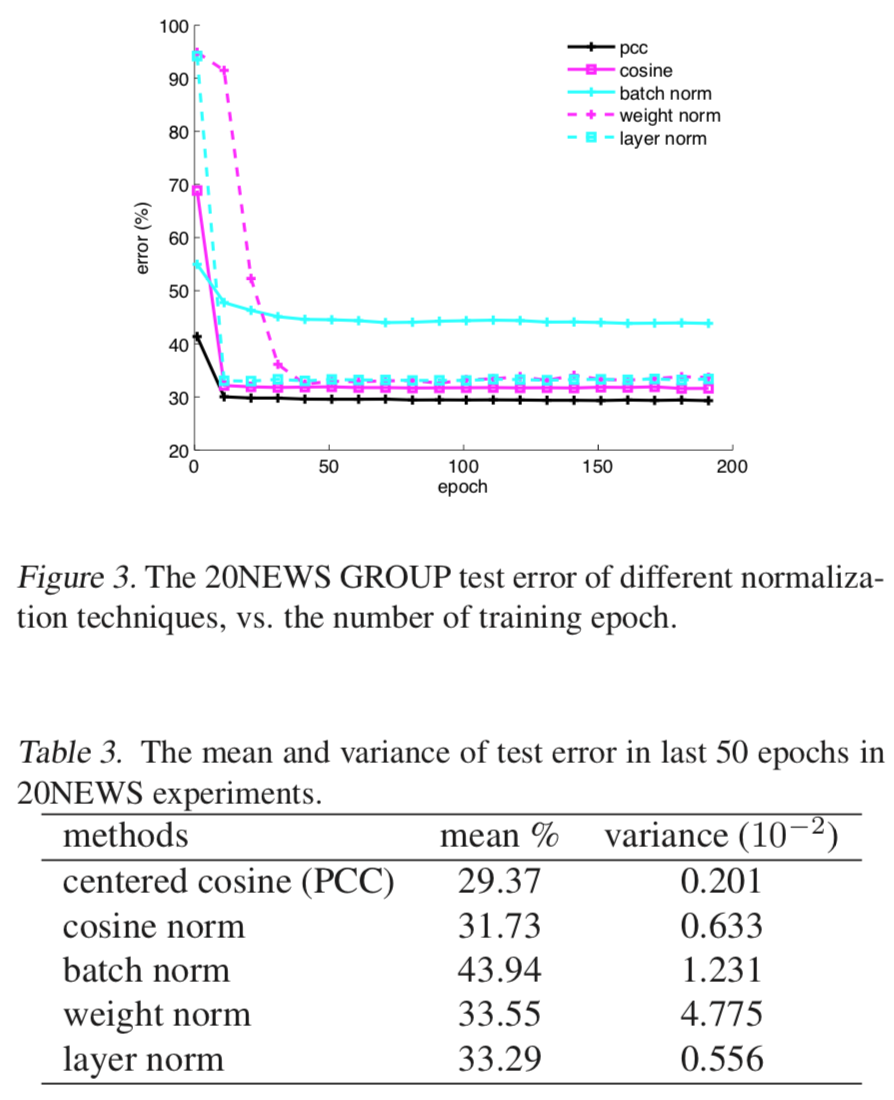 100
90
80
70
60
50
40
30
20
error (%)
0 50 100 150 200
epoch
pcc
cosine
batch norm
weight norm
layer norm
Figure 3. The 20NEWS GROUP test error of different normaliza-
tion techniques, vs. the number of training epoch.
Table 3. The mean and variance of test error in last 50 epochs in
20NEWS experiments.
methods mean % variance (10⁻²)
centered cosine (PCC) 29.37 0.201
cosine norm 31.73 0.633
batch norm 43.94 1.231
weight norm 33.55 4.775
layer norm 33.29 0.556